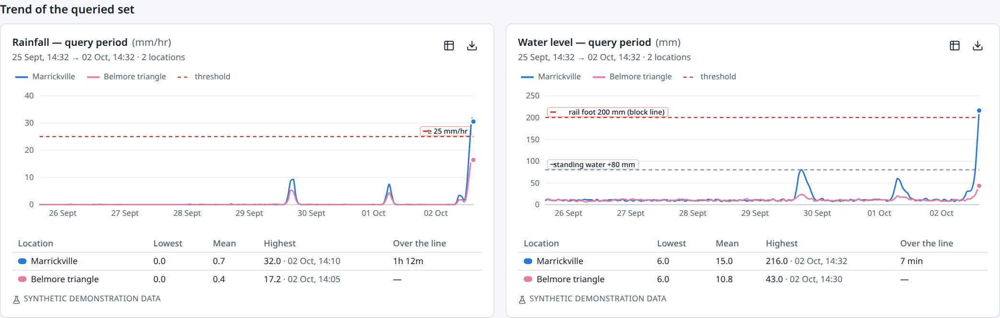 Trend of the queried set
Rainfall — query period (mm/hr)
25 Sept, 14:32 → 02 Oct, 14:32 · 2 locations
Marrickville Belmore triangle threshold
40
30
≥ 25 mm/hr
20
10
0
26 Sept 27 Sept 28 Sept 29 Sept 30 Sept 01 Oct 02 Oct
Location Lowest Mean Highest Over the line
Marrickville 0.0 0.7 32.0 · 02 Oct, 14:10 1h 12m
Belmore triangle 0.0 0.4 17.2 · 02 Oct, 14:05 —
SYNTHETIC DEMONSTRATION DATA
Water level — query period (mm)
25 Sept, 14:32 → 02 Oct, 14:32 · 2 locations
Marrickville Belmore triangle threshold
250
rail foot 200 mm (block line)
200
150
100
standing water +80 mm
50
0
26 Sept 27 Sept 28 Sept 29 Sept 30 Sept 01 Oct 02 Oct
Location Lowest Mean Highest Over the line
Marrickville 6.0 15.0 216.0 · 02 Oct, 14:32 7 min
Belmore triangle 6.0 10.8 43.0 · 02 Oct, 14:30 —
SYNTHETIC DEMONSTRATION DATA